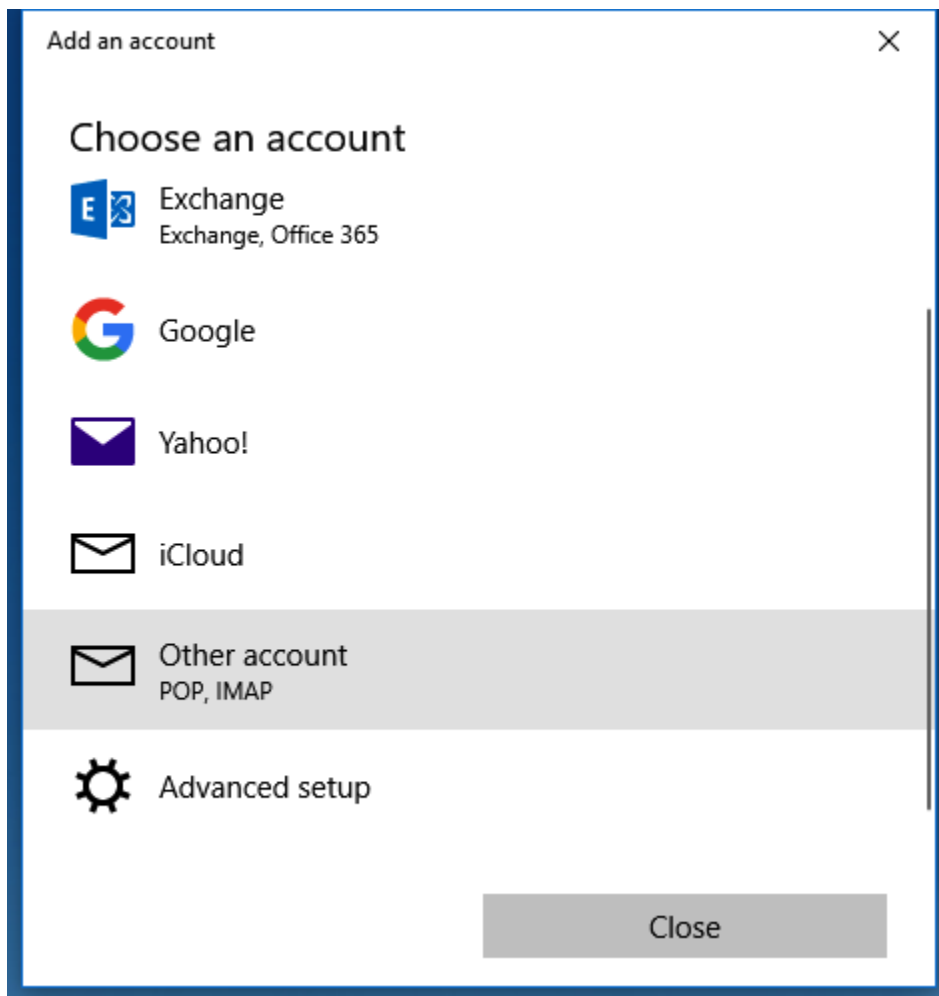 Add an account
Choose an account
E
Exchange
Exchange, Office 365
Google
Yahoo!
iCloud
Other account
POP, IMAP
Advanced setup
Close